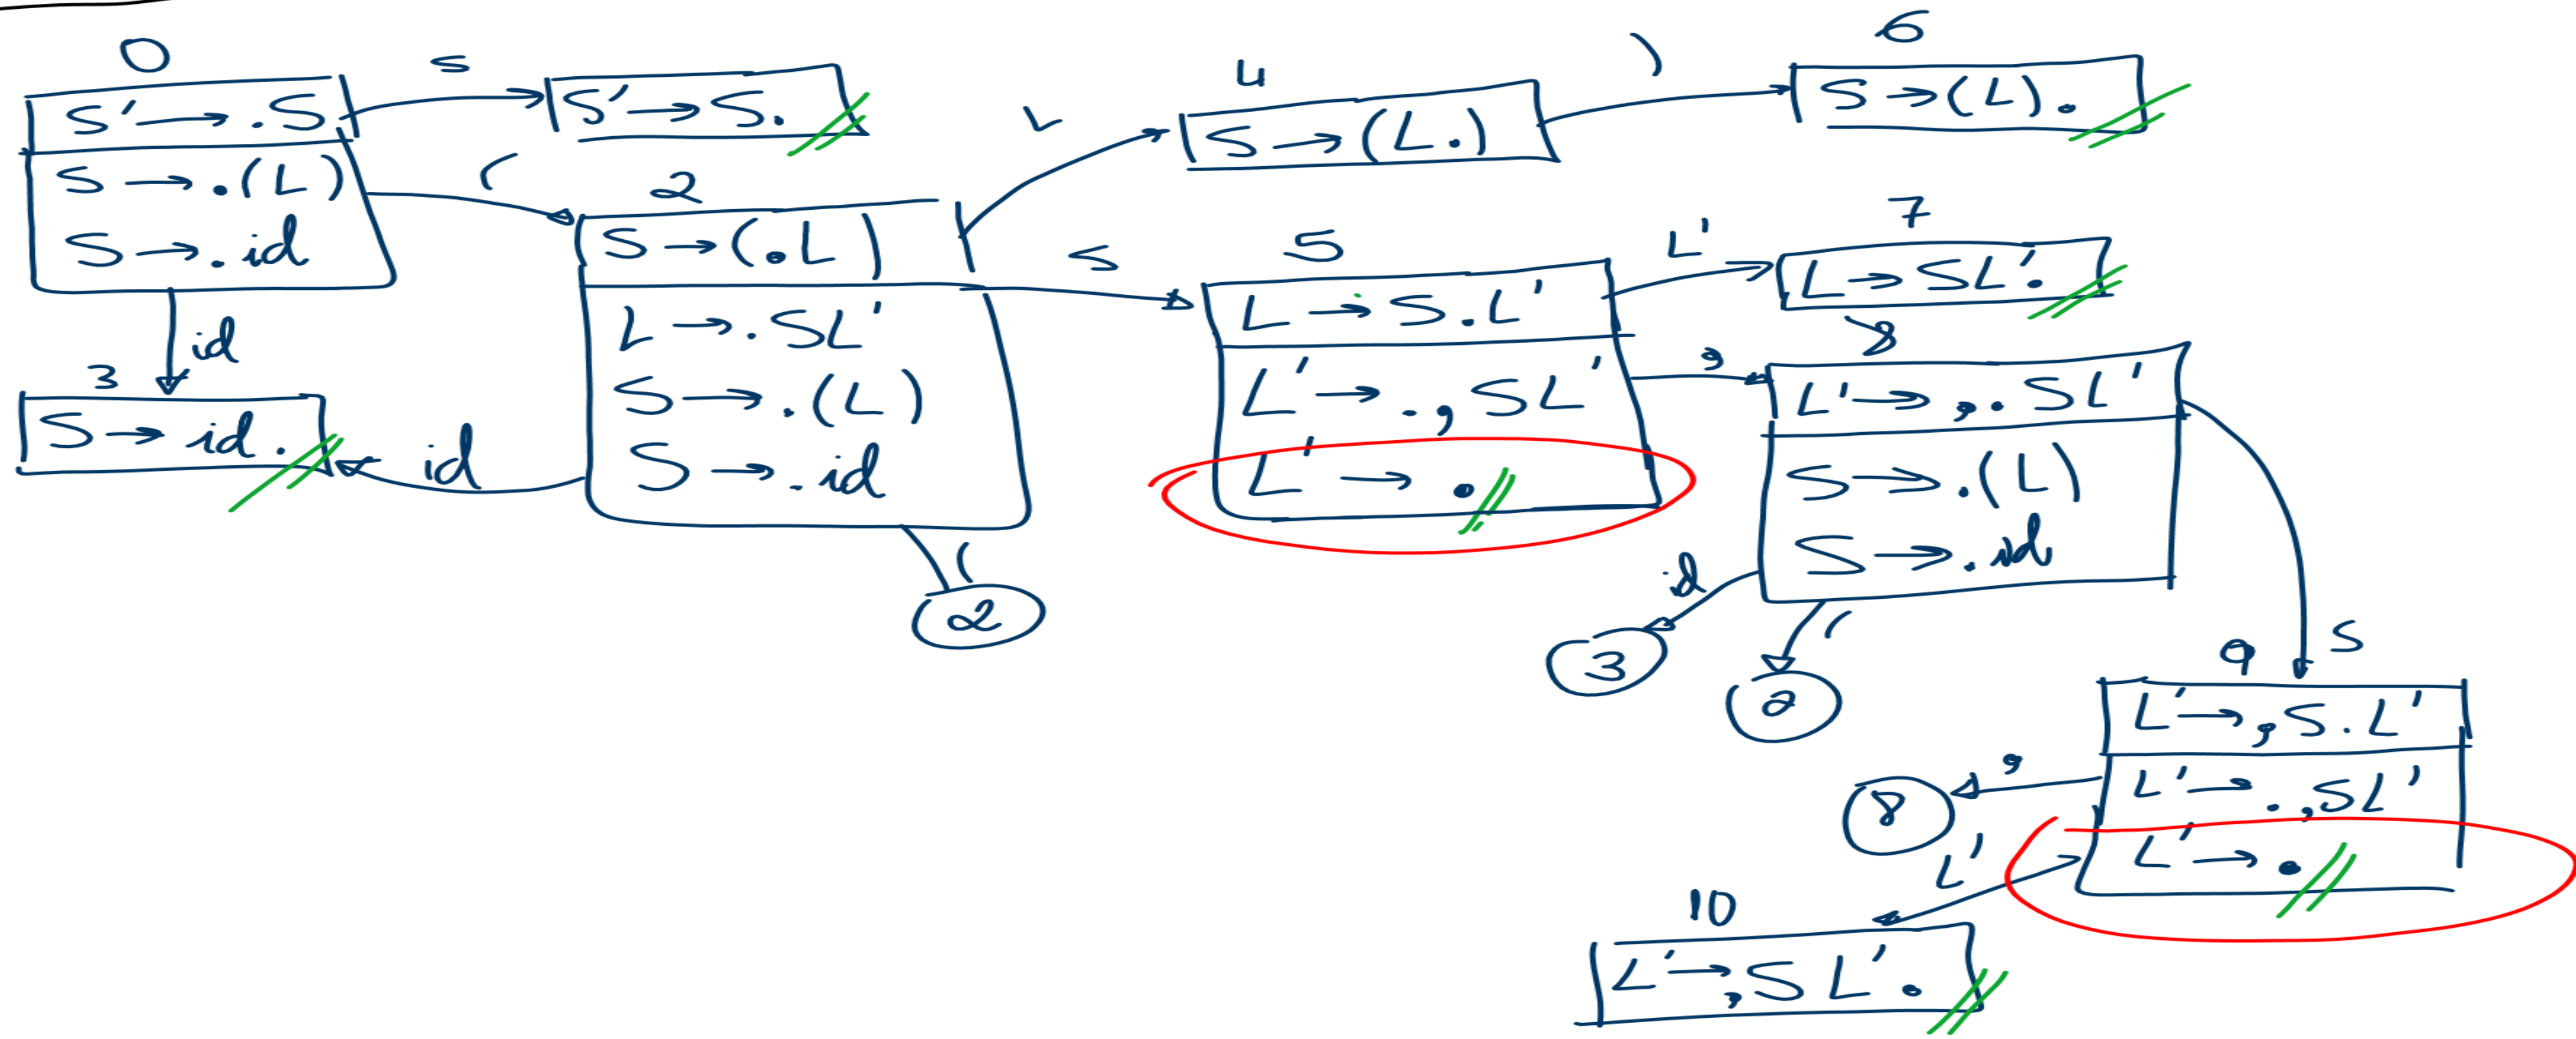 0
S' → .S
S → .(L)
S → .id
S
S' → S.
(
id
3
S → id.
id
2
S → (.L)
L → .SL'
S → .(L)
S → .id
(
2
L
4
S → (L.)
)
6
S → (L).
S
5
L → S.L'
L' → .,SL'
L' → .
L'
7
L → SL'.
,
8
L' → ,.SL'
S → .(L)
S → .id
id
3
(
2
S
9
L' → ,S.L'
L' → .,SL'
L' → .
,
8
L'
10
L' → ,SL'.